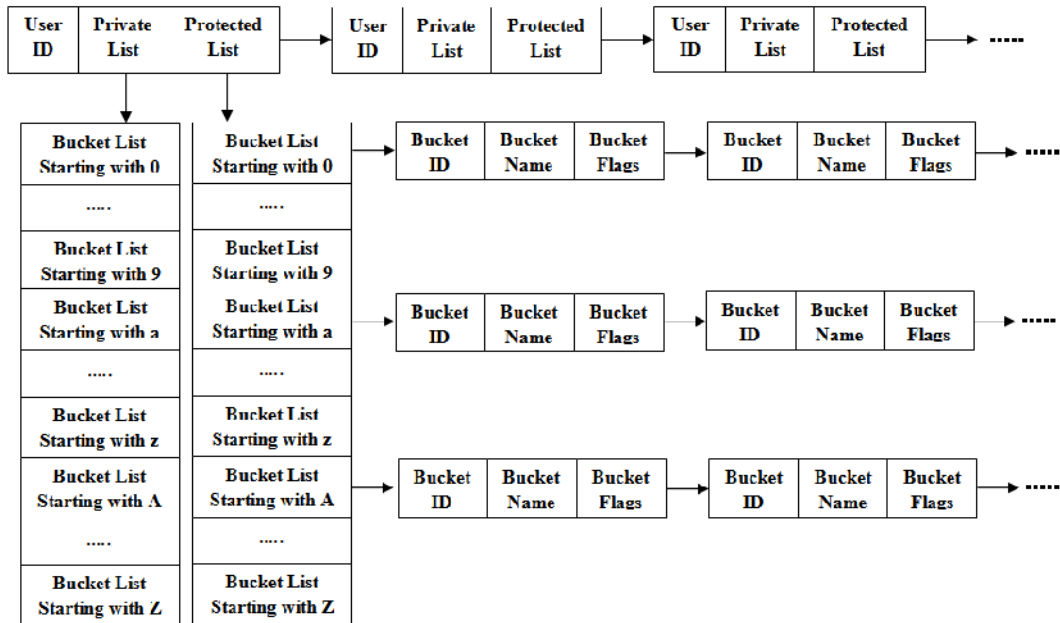 User Private Protected User Private Protected User Private Protected
ID List List ID List List ID List List
.....
Bucket List
Starting with 0
.....
Bucket List
Starting with 9
Bucket List
Starting with a
.....
Bucket List
Starting with z
Bucket List
Starting with A
.....
Bucket List
Starting with Z
Bucket List
Starting with 0
.....
Bucket List
Starting with 9
Bucket List
Starting with a
.....
Bucket List
Starting with z
Bucket List
Starting with A
.....
Bucket List
Starting with Z
Bucket Bucket Bucket Bucket Bucket Bucket
ID Name Flags ID Name Flags
.....
Bucket Bucket Bucket Bucket Bucket Bucket
ID Name Flags ID Name Flags
.....
Bucket Bucket Bucket Bucket Bucket Bucket
ID Name Flags ID Name Flags
.....